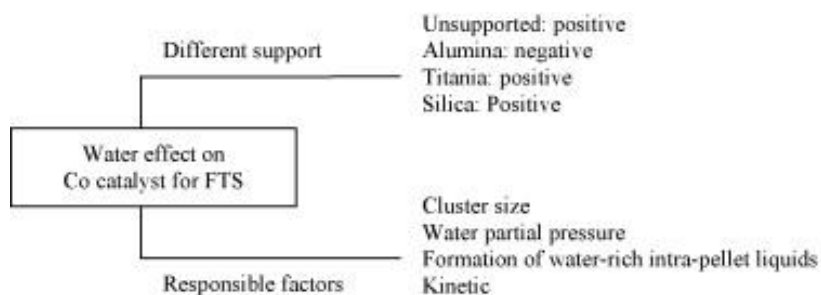 Different support
Unsupported: positive
Alumina: negative
Titania: positive
Silica: Positive
Water effect on
Co catalyst for FTS
Responsible factors
Cluster size
Water partial pressure
Formation of water-rich intra-pellet liquids
Kinetic